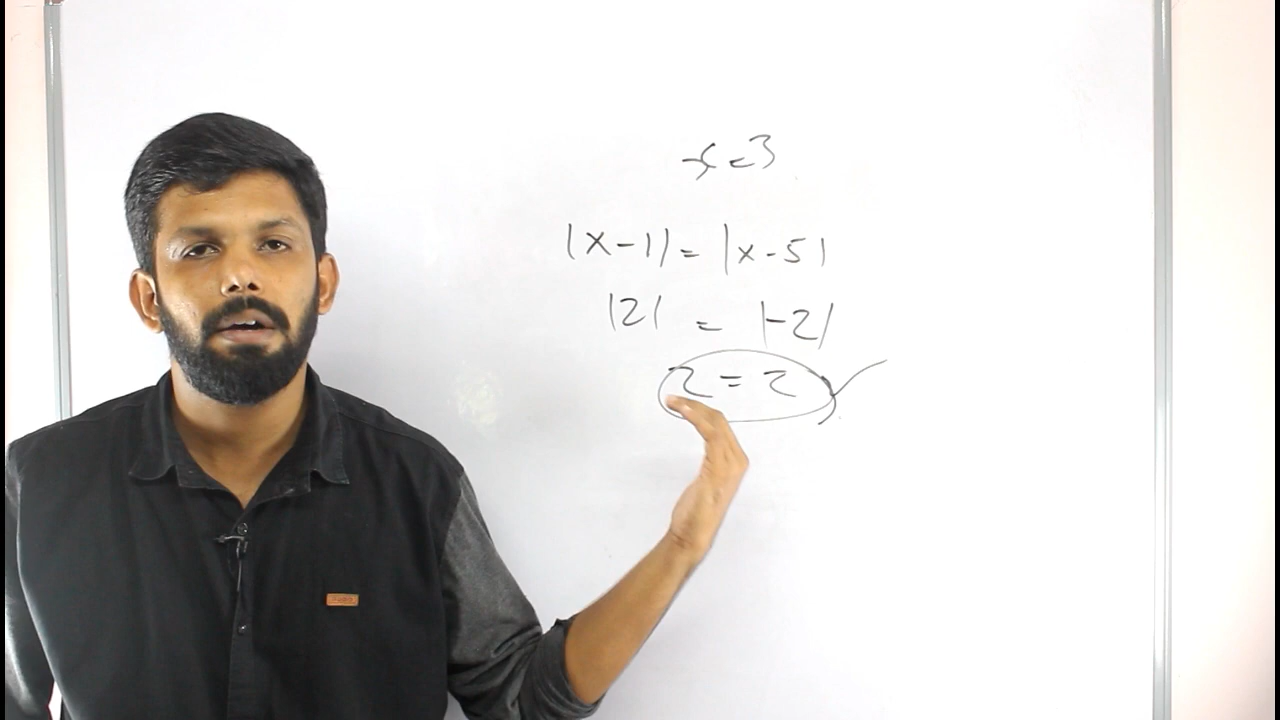 x=3
|x-1| = |x-5|
|2| = |-2|
2 = 2 ✓